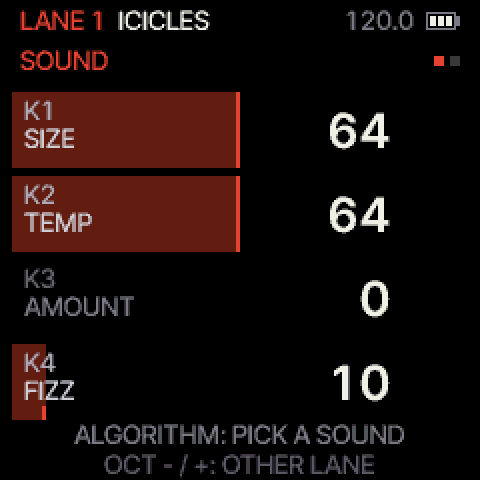 LANE 1 ICICLES 120.0
SOUND
K1
SIZE 64
K2
TEMP 64
K3
AMOUNT 0
K4
FIZZ 10
ALGORITHM: PICK A SOUND
OCT - / +: OTHER LANE